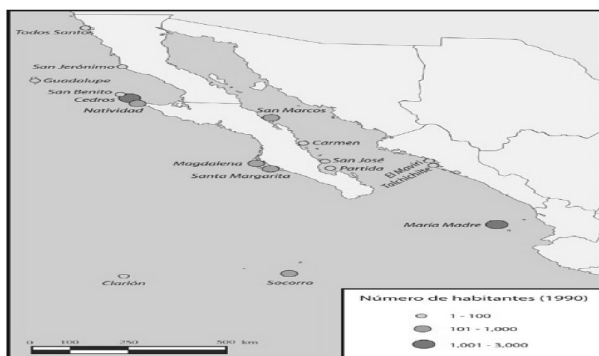 Todos Santos
San Jerónimo
Guadalupe
San Benito
Cedros
Natividad
San Marcos
Carmen
San José
Partida
El Maviri
Tolchichilte
Magdalena
Santa Margarita
María Madre
Clarión
Socorro
Número de habitantes (1990)
1 - 100
101 - 1,000
1,001 - 3,000
0 250 500 km